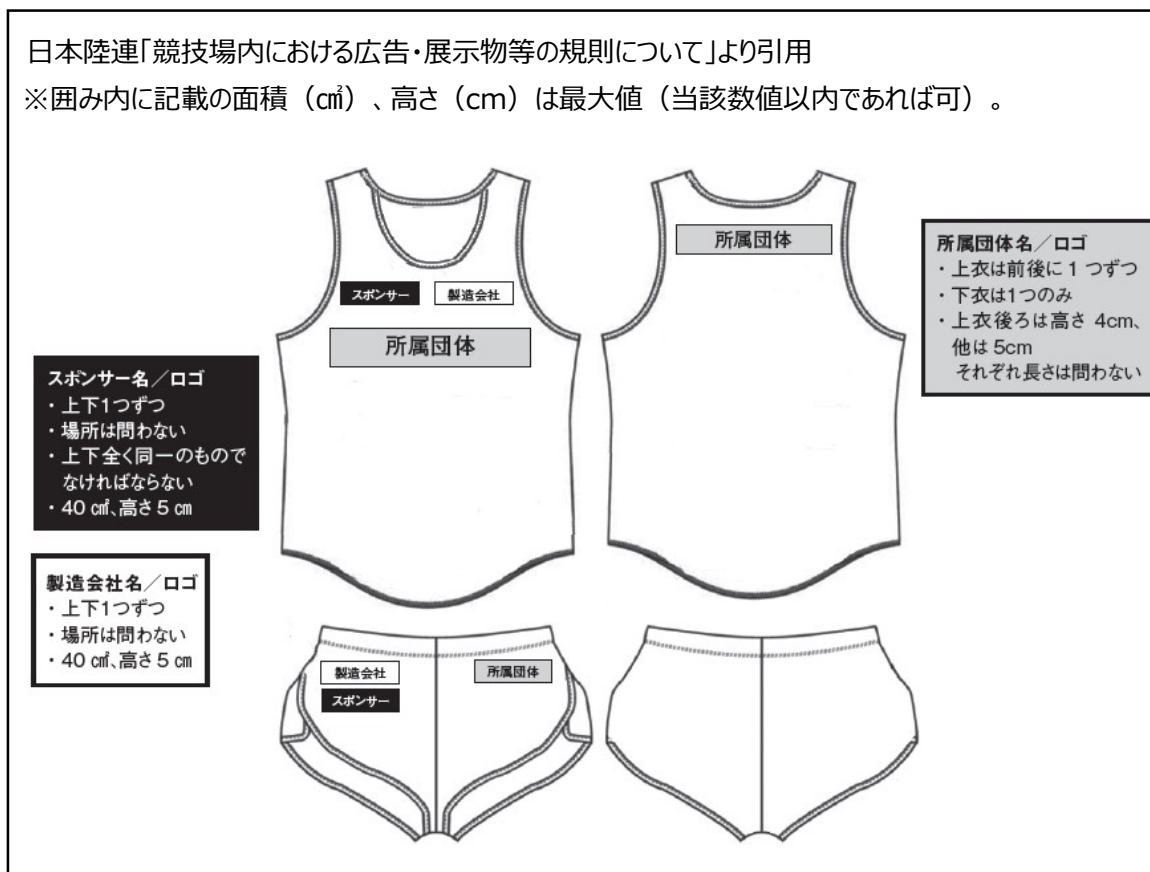 日本陸連「競技場内における広告・展示物等の規則について」より引用
※囲み内に記載の面積（㎠）、高さ（cm）は最大値（当該数値以内であれば可）。
所属団体
スポンサー
製造会社
所属団体
所属団体名／ロゴ
・上衣は前後に1つずつ
・下衣は1つのみ
・上衣後ろは高さ 4cm、
他は 5cm
それぞれ長さは問わない
スポンサー名／ロゴ
・上下1つずつ
・場所は問わない
・上下全く同一のもので
なければならない
・40 ㎠、高さ 5 ㎝
製造会社名／ロゴ
・上下1つずつ
・場所は問わない
・40 ㎠、高さ 5 ㎝
製造会社
スポンサー
所属団体